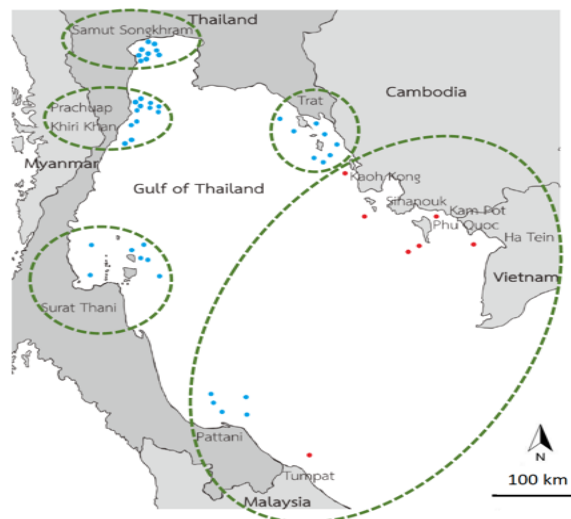 Thailand
Samut Songkhram
Cambodia
Trat
Prachuap
Khiri Khan
Myanmar
Kaoh Kong
Gulf of Thailand
Sihanouk
Kam Pot
Phu Quoc
Ha Tein
Vietnam
Surat Thani
Pattani
N
Tumpat
100 km
Malaysia